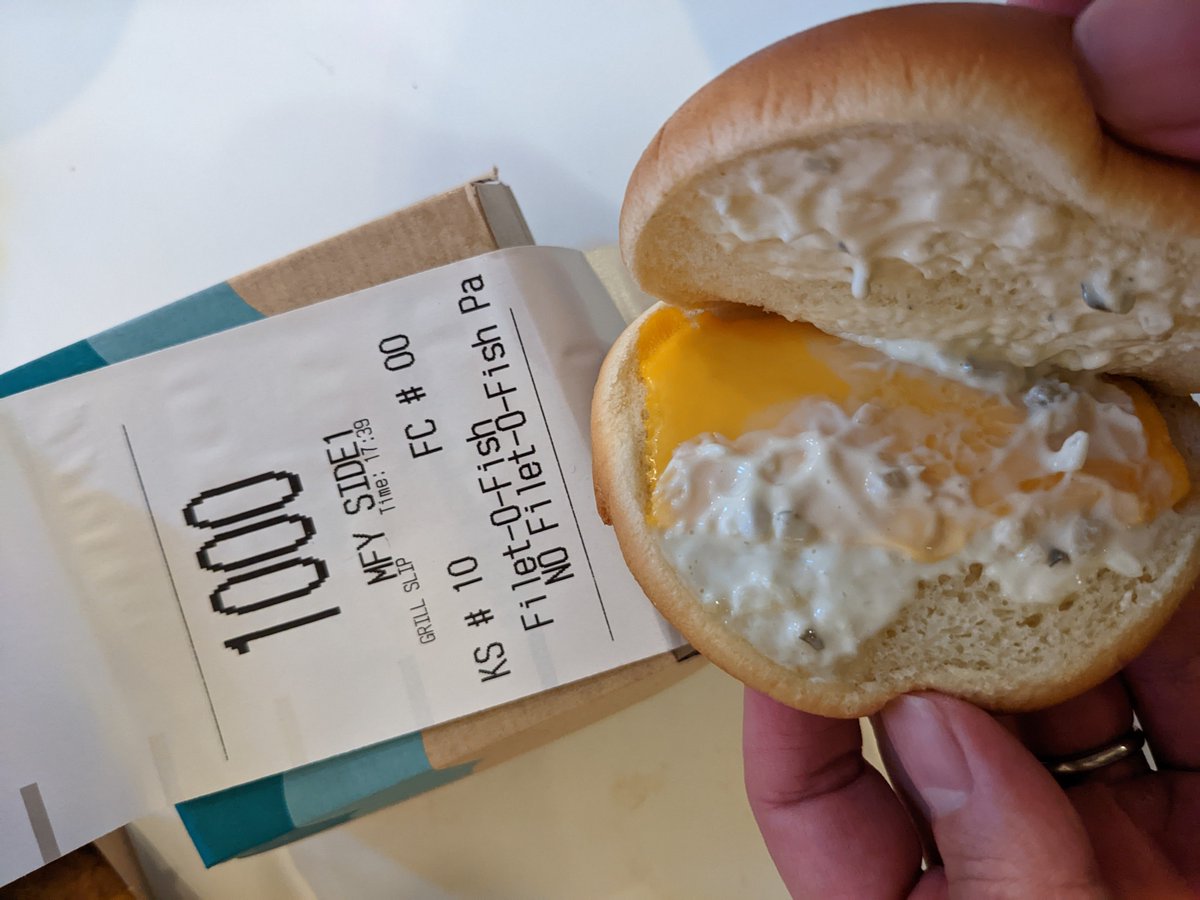 1000
MFY SIDE1
GRILL SLIP Time: 17:39
KS # 10 FC # 00
Filet-O-Fish
NO Filet-O-Fish Pa